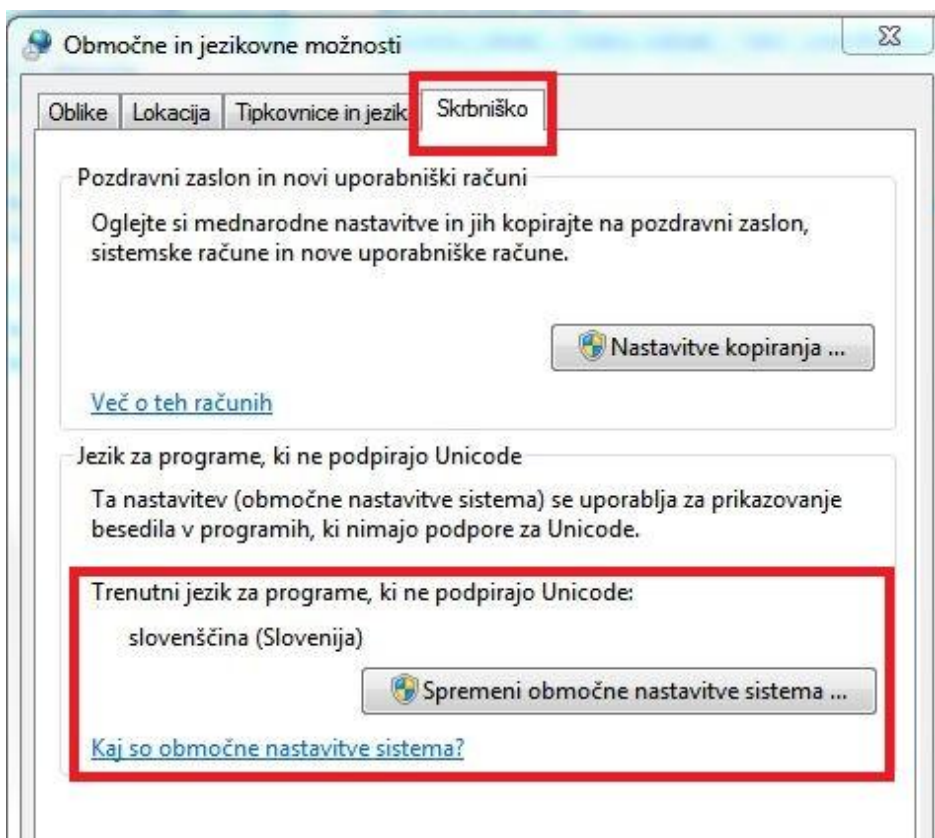 Območne in jezikovne možnosti
Oblike Lokacija Tipkovnice in jezik Skrbniško
Pozdravni zaslon in novi uporabniški računi
Oglejte si mednarodne nastavitve in jih kopirajte na pozdravni zaslon,
sistemske račune in nove uporabniške račune.
Nastavitve kopiranja ...
Več o teh računih
Jezik za programe, ki ne podpirajo Unicode
Ta nastavitev (območne nastavitve sistema) se uporablja za prikazovanje
besedila v programih, ki nimajo podpore za Unicode.
Trenutni jezik za programe, ki ne podpirajo Unicode:
slovenščina (Slovenija)
Spremeni območne nastavitve sistema ...
Kaj so območne nastavitve sistema?